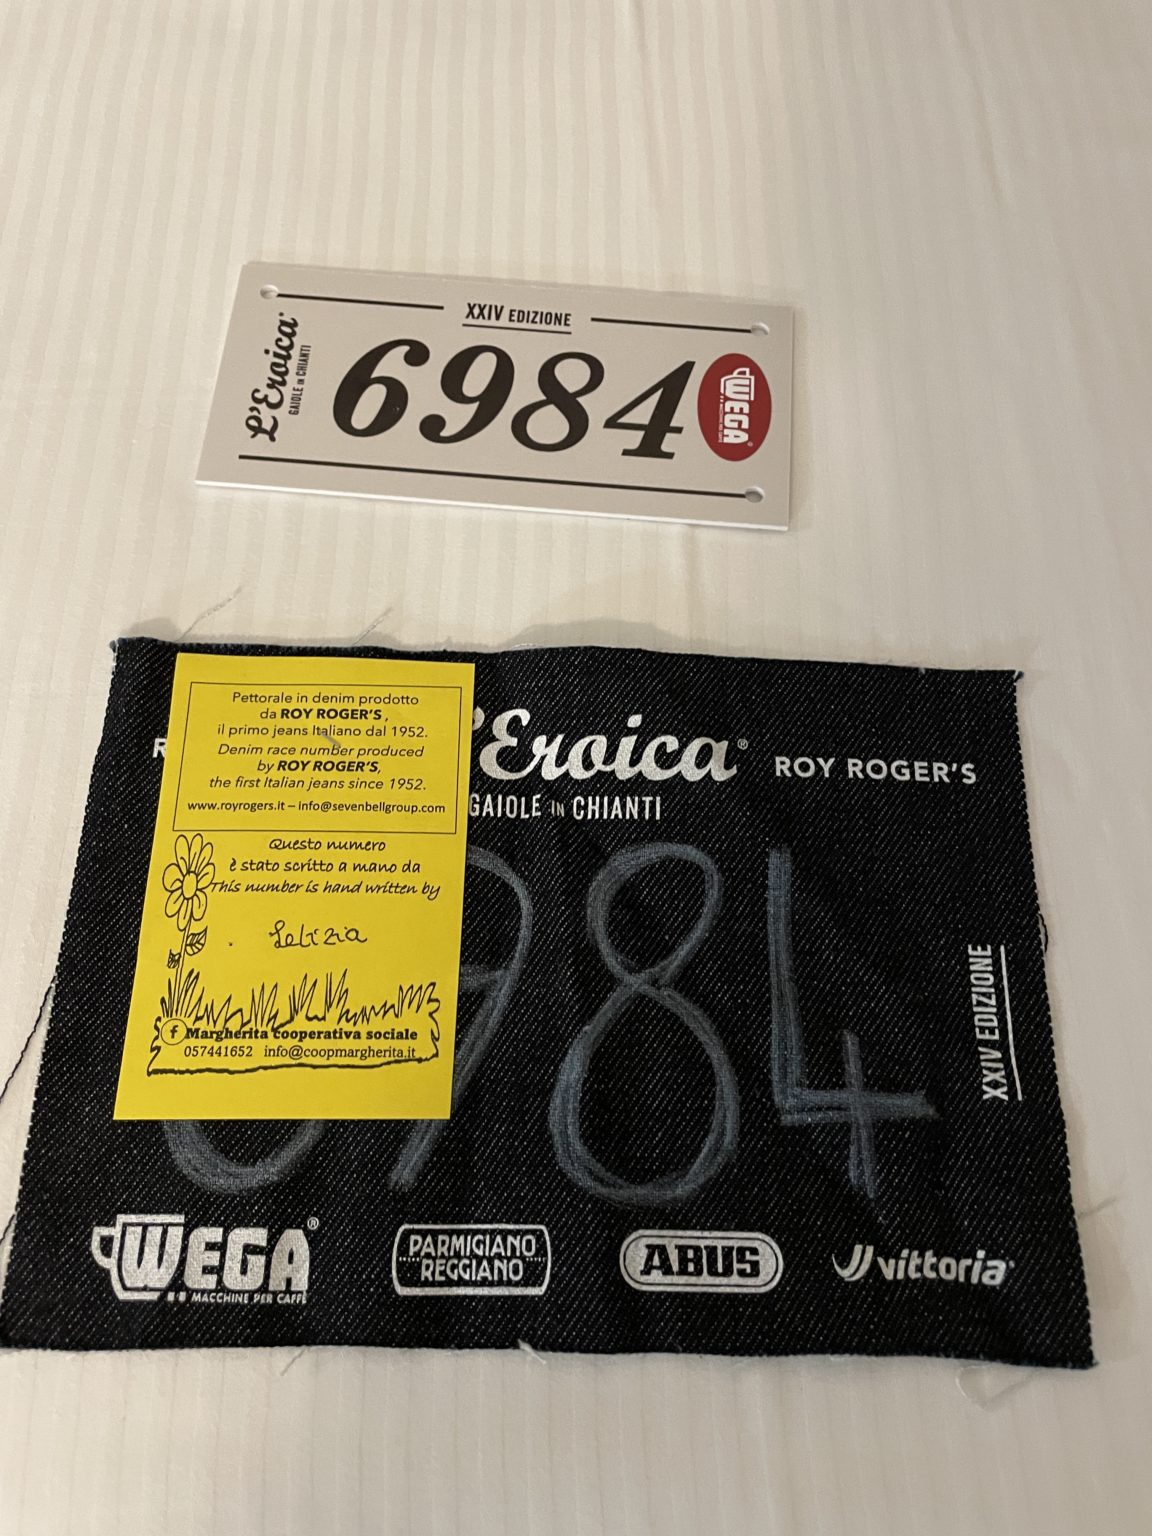 XXIV EDIZIONE
L'Eroica
GAIOLE IN CHIANTI
6984
WEGA
Pettorale in denim prodotto
da ROY ROGER'S,
il primo jeans Italiano dal 1952.
Denim race number produced
by ROY ROGER'S,
the first Italian jeans since 1952.
www.royrogers.it – info@sevenbellgroup.com
Questo numero
è stato scritto a mano da
This number is hand written by
Letizia
Margherita cooperativa sociale
057441652 info@coopmargherita.it
R
'Eroica®
ROY ROGER'S
GAIOLE IN CHIANTI
984
XXIV EDIZIONE
WEGA®
MACCHINE PER CAFFÈ
PARMIGIANO
REGGIANO
ABUS
vittoria